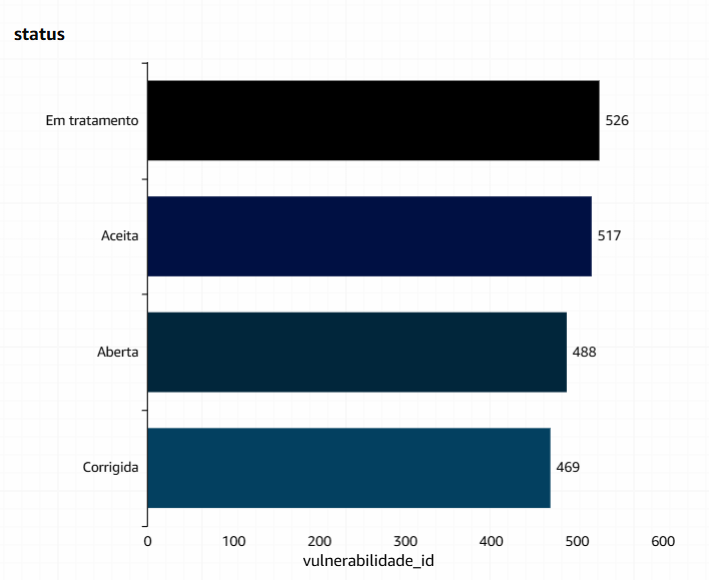 status
Em tratamento 526
Aceita 517
Aberta 488
Corrigida 469
0 100 200 300 400 500 600
vulnerabilidade_id